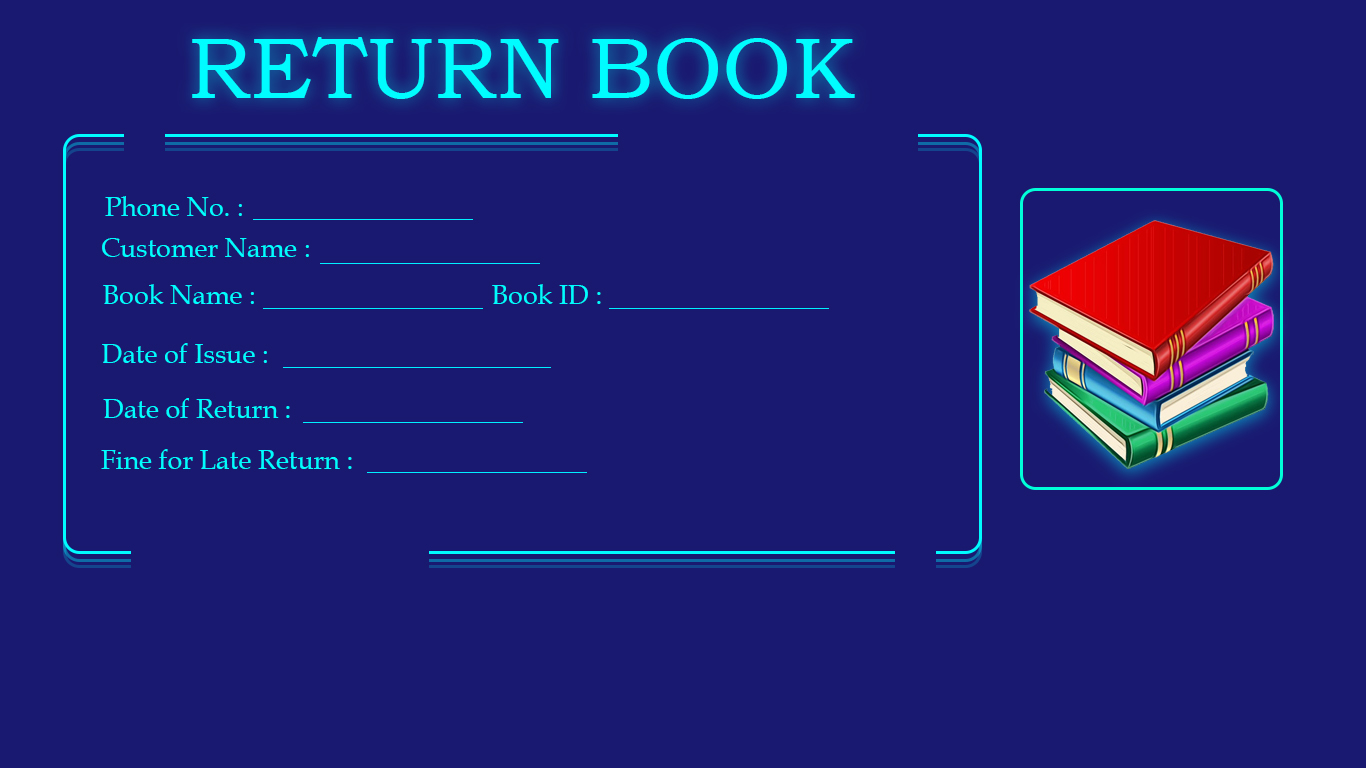 RETURN BOOK
Phone No. :
Customer Name :
Book Name : Book ID :
Date of Issue :
Date of Return :
Fine for Late Return :